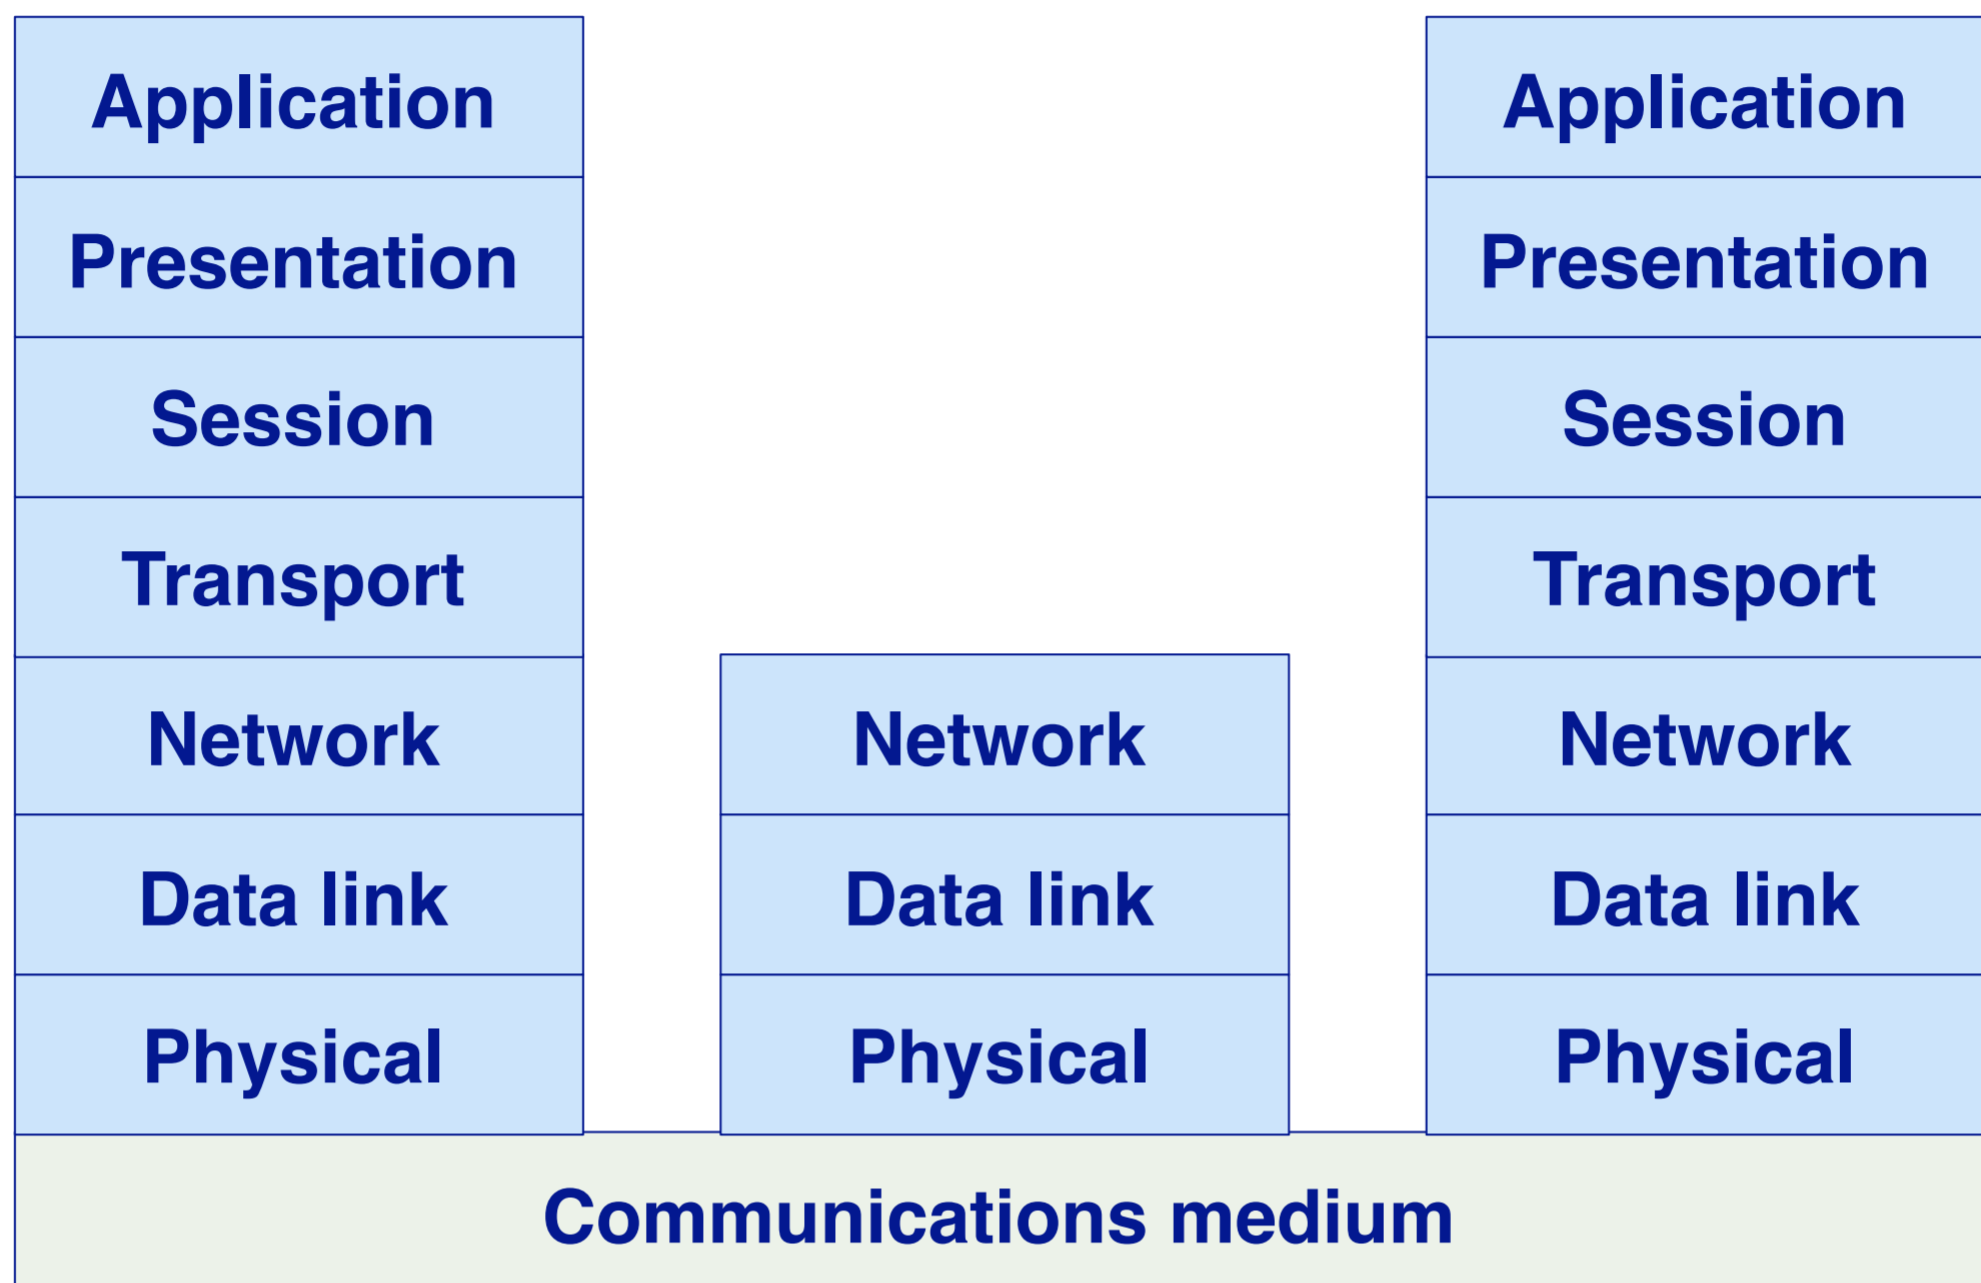 Application
Presentation
Session
Transport
Network
Data link
Physical
Network
Data link
Physical
Application
Presentation
Session
Transport
Network
Data link
Physical
Communications medium